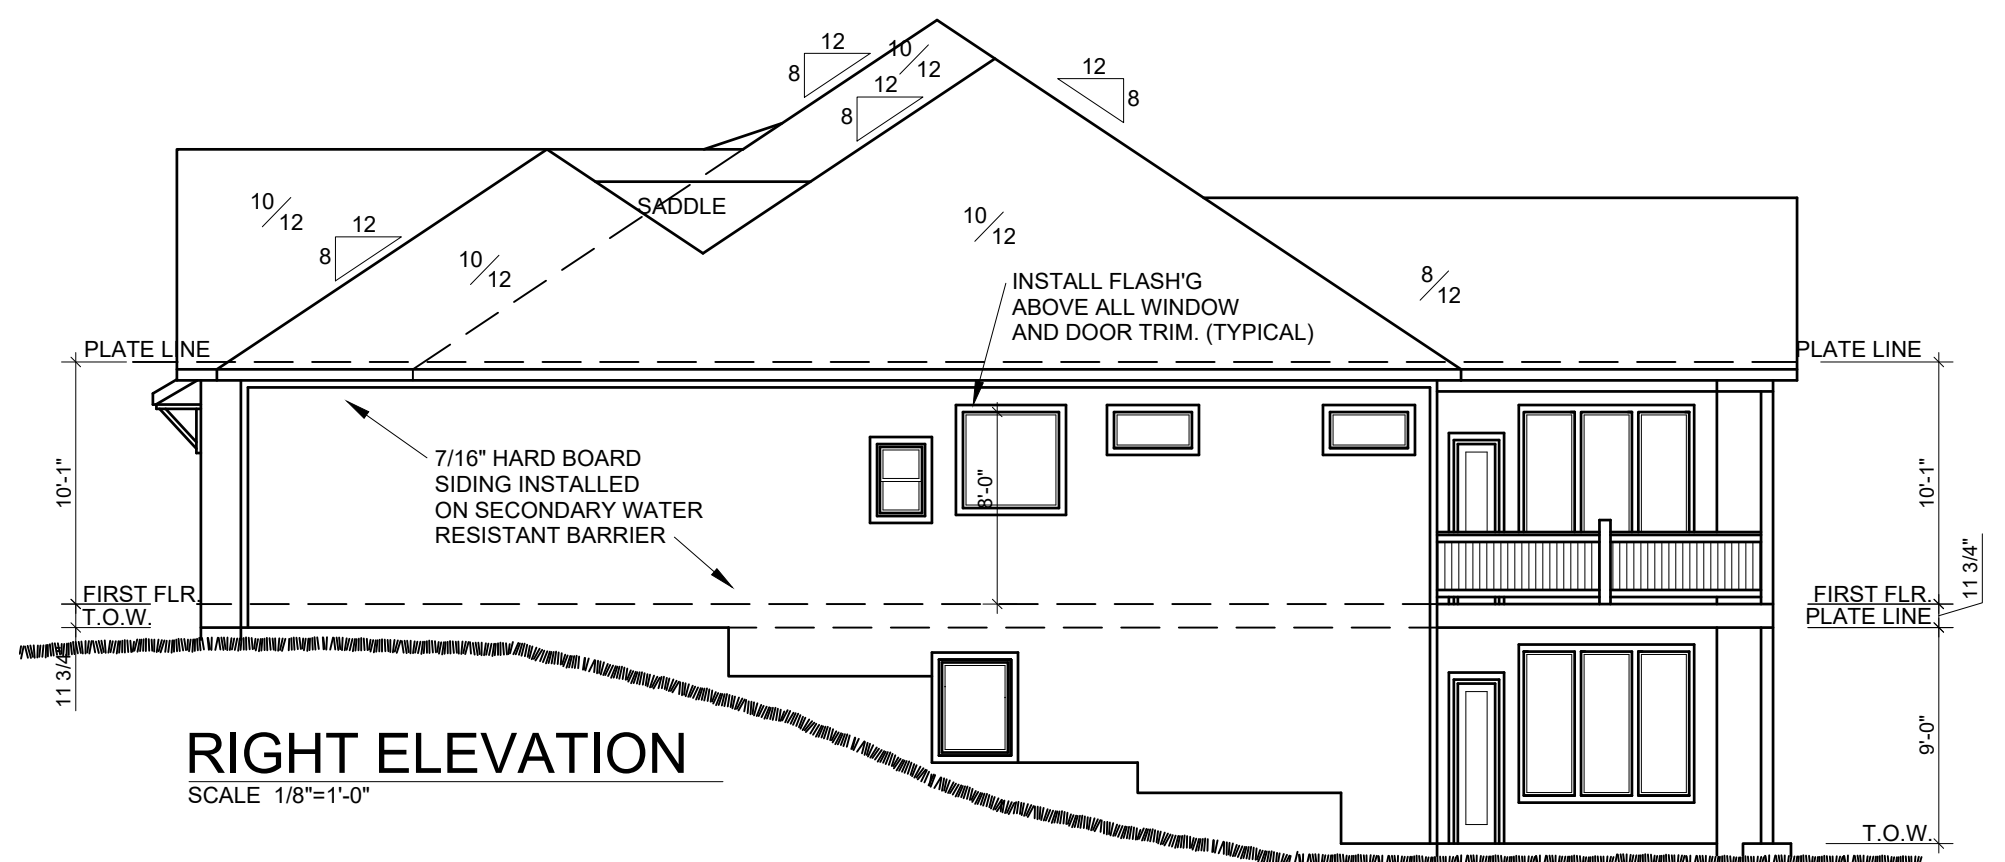 12
8
10
12
12
8
12
8
10
12
12
8
SADDLE
10
12
10
12
8
12
INSTALL FLASH'G
ABOVE ALL WINDOW
AND DOOR TRIM. (TYPICAL)
PLATE LINE
PLATE LINE
7/16" HARD BOARD
SIDING INSTALLED
ON SECONDARY WATER
RESISTANT BARRIER
10'-1"
8'-0"
10'-1"
11 3/4"
FIRST FLR.
T.O.W.
FIRST FLR.
PLATE LINE
11 3/4"
9'-0"
RIGHT ELEVATION
SCALE 1/8"=1'-0"
T.O.W.